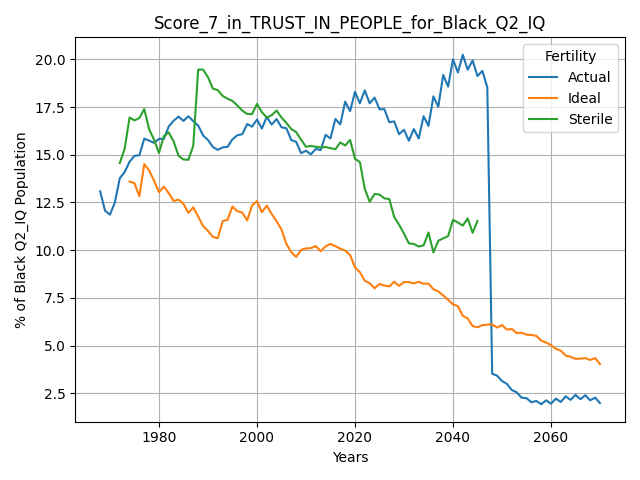 Score_7_in_TRUST_IN_PEOPLE_for_Black_Q2_IQ
% of Black Q2_IQ Population
20.0
17.5
15.0
12.5
10.0
7.5
5.0
2.5
Fertility
Actual
Ideal
Sterile
1980
2000
2020
2040
2060
Years